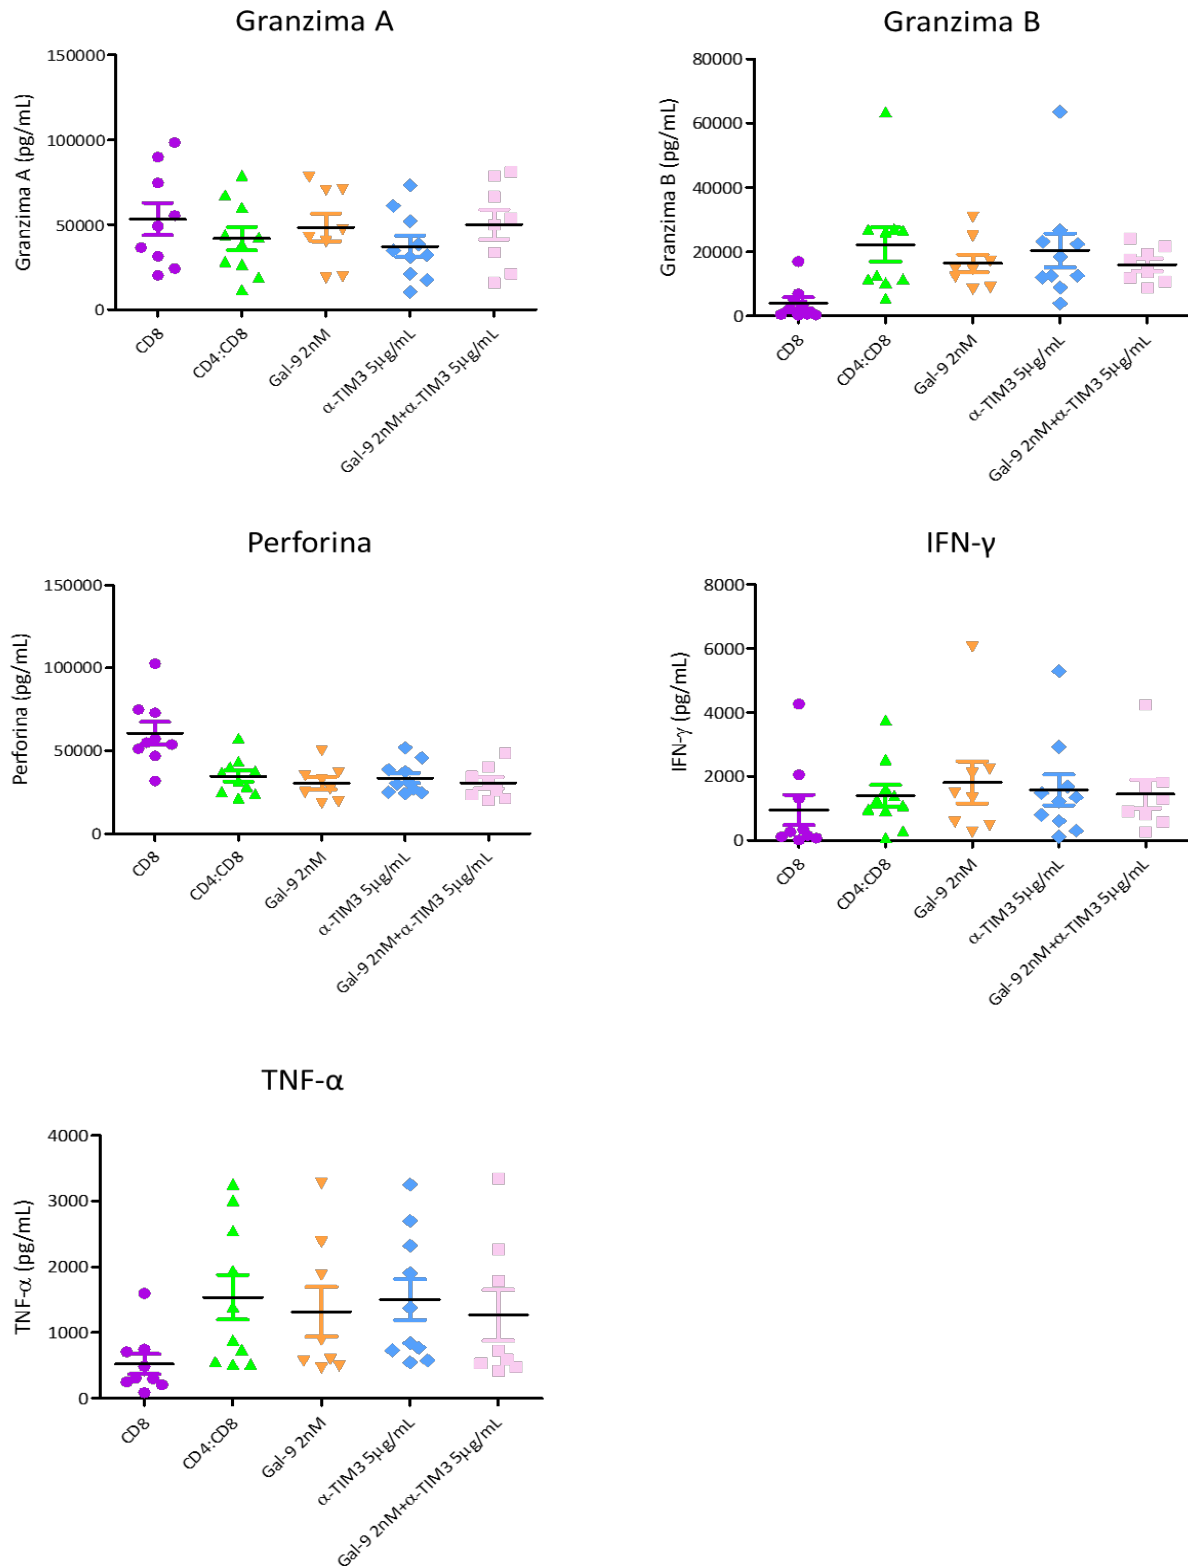 Granzima A
Granzima A (pg/mL)
150000
100000
50000
0
CD8
CD4:CD8
Gal-9 2nM
α-TIM3 5μg/mL
Gal-9 2nM+α-TIM3 5μg/mL
Granzima B
Granzima B (pg/mL)
80000
60000
40000
20000
0
CD8
CD4:CD8
Gal-9 2nM
α-TIM3 5μg/mL
Gal-9 2nM+α-TIM3 5μg/mL
Perforina
Perforina (pg/mL)
150000
100000
50000
0
CD8
CD4:CD8
Gal-9 2nM
α-TIM3 5μg/mL
Gal-9 2nM+α-TIM3 5μg/mL
IFN-γ
IFN-γ (pg/mL)
8000
6000
4000
2000
0
CD8
CD4:CD8
Gal-9 2nM
α-TIM3 5μg/mL
Gal-9 2nM+α-TIM3 5μg/mL
TNF-α
TNF-α (pg/mL)
4000
3000
2000
1000
0
CD8
CD4:CD8
Gal-9 2nM
α-TIM3 5μg/mL
Gal-9 2nM+α-TIM3 5μg/mL